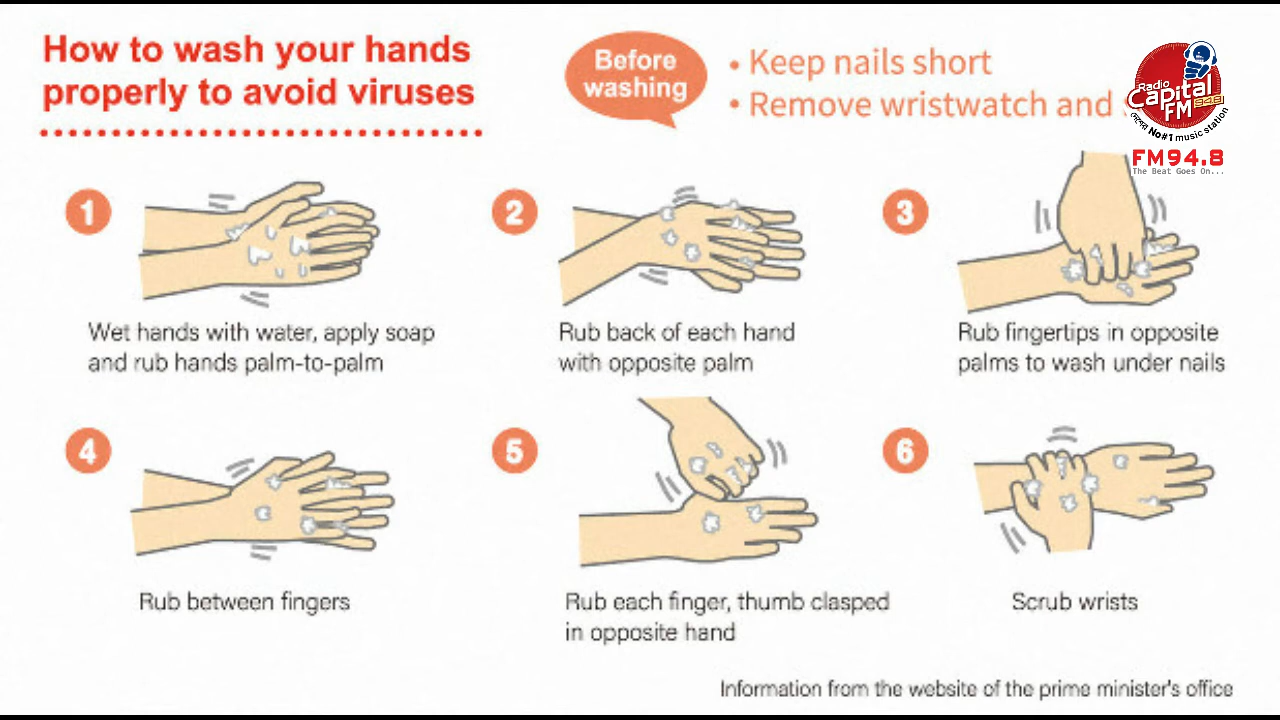 How to wash your hands
properly to avoid viruses
Before
washing
• Keep nails short
• Remove wristwatch and
Radio
Capital
FM 94.8
No#1 music station
FM94.8
The Beat Goes On...
1
Wet hands with water, apply soap
and rub hands palm-to-palm
2
Rub back of each hand
with opposite palm
3
Rub fingertips in opposite
palms to wash under nails
4
Rub between fingers
5
Rub each finger, thumb clasped
in opposite hand
6
Scrub wrists
Information from the website of the prime minister's office